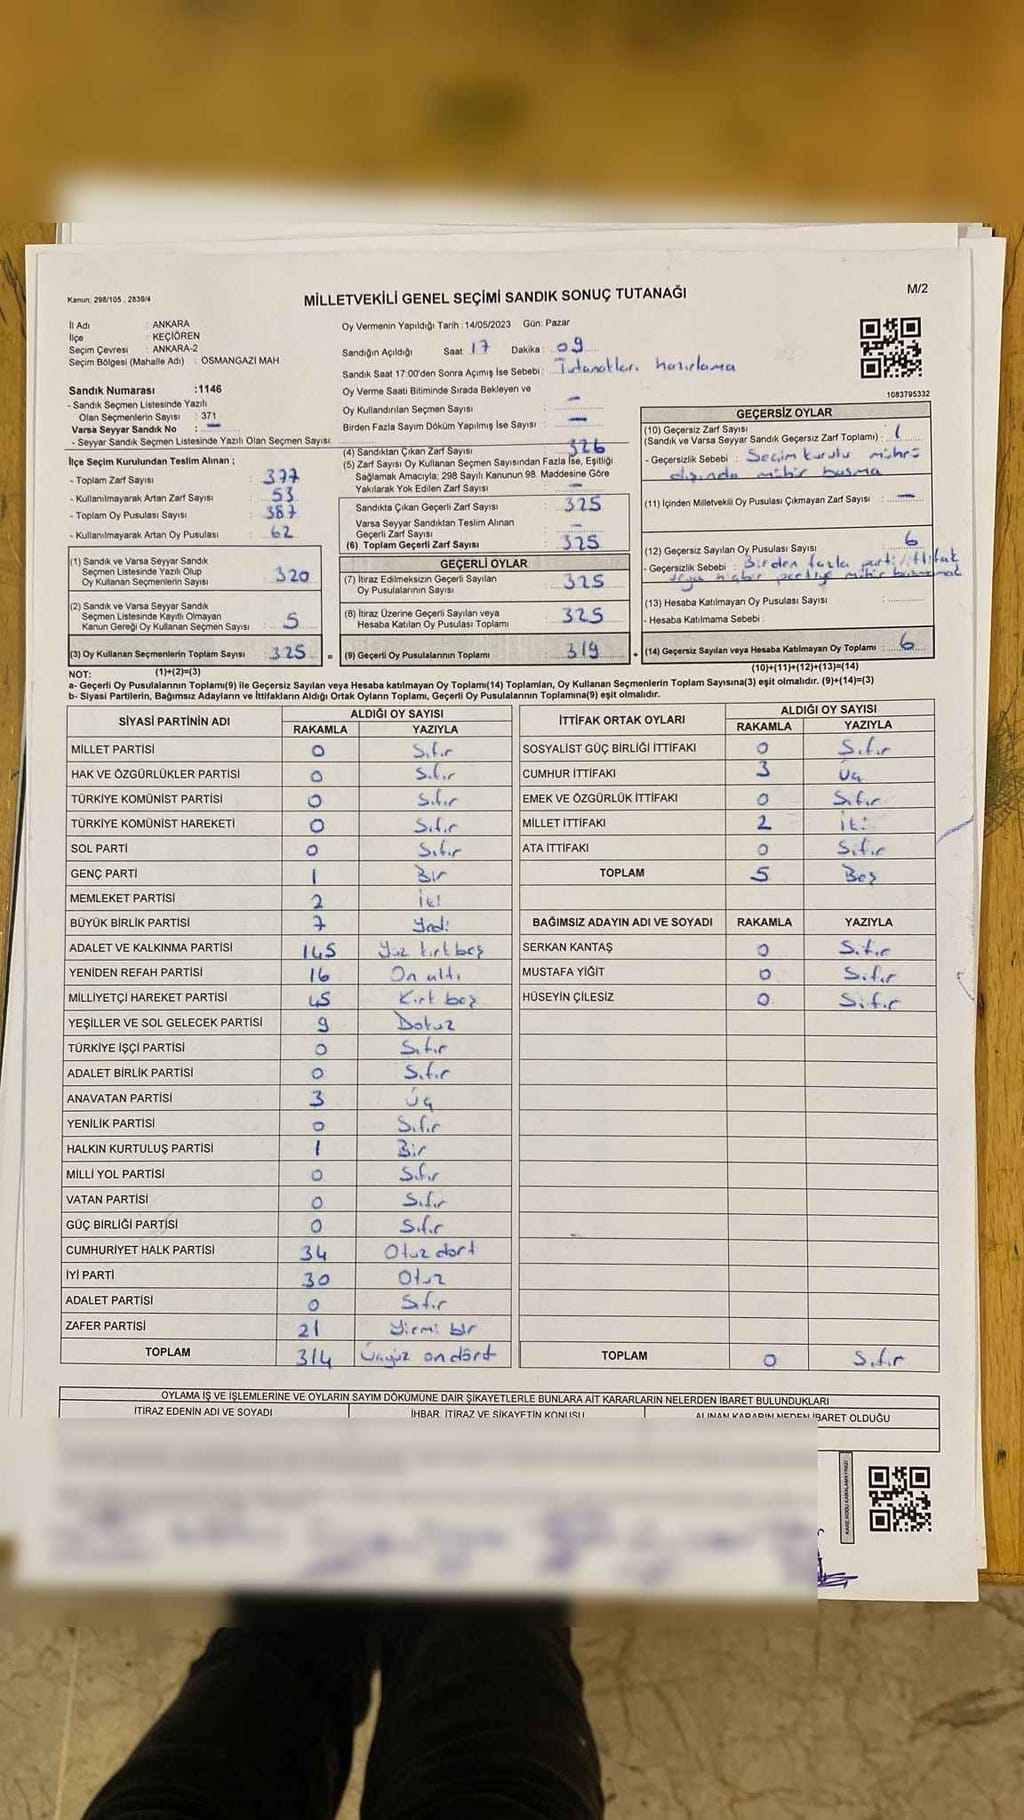 Kanun: 298/105 , 2839/4
MİLLETVEKİLİ GENEL SEÇİMİ SANDIK SONUÇ TUTANAĞI
M/2
İl Adı : ANKARA
İlçe : KEÇİÖREN
Seçim Çevresi : ANKARA-2
Seçim Bölgesi (Mahalle Adı) : OSMANGAZİ MAH
Sandık Numarası :1146
- Sandık Seçmen Listesinde Yazılı
Olan Seçmenlerin Sayısı : 371
Varsa Seyyar Sandık No : —
- Seyyar Sandık Seçmen Listesinde Yazılı Olan Seçmen Sayısı:
Oy Vermenin Yapıldığı Tarih :14/05/2023 Gün: Pazar
Sandığın Açıldığı Saat: 17 Dakika : 09
Sandık Saat 17:00'den Sonra Açımış İse Sebebi : Tutanakları hazırlama
Oy Verme Saati Bitiminde Sırada Bekleyen ve
Oy Kullandırılan Seçmen Sayısı : —
Birden Fazla Sayım Döküm Yapılmış İse Sayısı : —
1083795332
İlçe Seçim Kurulundan Teslim Alınan ;
- Toplam Zarf Sayısı : 377
- Kullanılmayarak Artan Zarf Sayısı : 53
- Toplam Oy Pusulası Sayısı : 387
- Kullanılmayarak Artan Oy Pusulası : 62
(1) Sandık ve Varsa Seyyar Sandık
Seçmen Listesinde Yazılı Olup
Oy Kullanan Seçmenlerin Sayısı 320
(2) Sandık ve Varsa Seyyar Sandık
Seçmen Listesinde Kayıtlı Olmayan
Kanun Gereği Oy Kullanan Seçmen Sayısı 5
(3) Oy Kullanan Seçmenlerin Toplam Sayısı 325 =
(1)+(2)=(3)
(4) Sandıktan Çıkan Zarf Sayısı 326
(5) Zarf Sayısı Oy Kullanan Seçmen Sayısından Fazla İse, Eşitliği
Sağlamak Amacıyla; 298 Sayılı Kanunun 98. Maddesine Göre
Yakılarak Yok Edilen Zarf Sayısı : —
Sandıkta Çıkan Geçerli Zarf Sayısı : 325
Varsa Seyyar Sandıktan Teslim Alınan
Geçerli Zarf Sayısı : —
(6) Toplam Geçerli Zarf Sayısı : 325
GEÇERLİ OYLAR
(7) İtiraz Edilmeksizin Geçerli Sayılan
Oy Pusulalarının Sayısı : 325
(8) İtiraz Üzerine Geçerli Sayılan veya
Hesaba Katılan Oy Pusulası Toplamı : 325
(9) Geçerli Oy Pusulalarının Toplamı : 319 +
GEÇERSİZ OYLAR
(10) Geçersiz Zarf Sayısı
(Sandık ve Varsa Seyyar Sandık Geçersiz Zarf Toplamı) : 1
- Geçersizlik Sebebi : Seçim kurulu mührü
dışında mühür basma
(11) İçinden Milletvekili Oy Pusulası Çıkmayan Zarf Sayısı : —
(12) Geçersiz Sayılan Oy Pusulası Sayısı : 6
- Geçersizlik Sebebi : Birden fazla parti/ittifak
veya hiçbir partiye mühür basmamak
(13) Hesaba Katılmayan Oy Pusulası Sayısı :
- Hesaba Katılmama Sebebi :
(14) Geçersiz Sayılan veya Hesaba Katılmayan Oy Toplamı : 6
(10)+(11)+(12)+(13)=(14)
NOT:
a- Geçerli Oy Pusulalarının Toplamı(9) ile Geçersiz Sayılan veya Hesaba katılmayan Oy Toplamı(14) Toplamları, Oy Kullanan Seçmenlerin Toplam Sayısına(3) eşit olmalıdır. (9)+(14)=(3)
b- Siyasi Partilerin, Bağımsız Adayların ve İttifakların Aldığı Ortak Oyların Toplamı, Geçerli Oy Pusulalarının Toplamına(9) eşit olmalıdır.
SİYASİ PARTİNİN ADI ALDIĞI OY SAYISI
RAKAMLA YAZIYLA
MİLLET PARTİSİ 0 Sıfır
HAK VE ÖZGÜRLÜKLER PARTİSİ 0 Sıfır
TÜRKİYE KOMÜNİST PARTİSİ 0 Sıfır
TÜRKİYE KOMÜNİST HAREKETİ 0 Sıfır
SOL PARTİ 0 Sıfır
GENÇ PARTİ 1 Bir
MEMLEKET PARTİSİ 2 İki
BÜYÜK BİRLİK PARTİSİ 7 Yedi
ADALET VE KALKINMA PARTİSİ 145 Yüz kırk beş
YENİDEN REFAH PARTİSİ 16 On altı
MİLLİYETÇİ HAREKET PARTİSİ 45 Kırk beş
YEŞİLLER VE SOL GELECEK PARTİSİ 9 Dokuz
TÜRKİYE İŞÇİ PARTİSİ 0 Sıfır
ADALET BİRLİK PARTİSİ 0 Sıfır
ANAVATAN PARTİSİ 3 Üç
YENİLİK PARTİSİ 0 Sıfır
HALKIN KURTULUŞ PARTİSİ 1 Bir
MİLLİ YOL PARTİSİ 0 Sıfır
VATAN PARTİSİ 0 Sıfır
GÜÇ BİRLİĞİ PARTİSİ 0 Sıfır
CUMHURİYET HALK PARTİSİ 34 Otuz dört
İYİ PARTİ 30 Otuz
ADALET PARTİSİ 0 Sıfır
ZAFER PARTİSİ 21 Yirmi bir
TOPLAM 314 Üçyüz on dört
İTTİFAK ORTAK OYLARI ALDIĞI OY SAYISI
RAKAMLA YAZIYLA
SOSYALİST GÜÇ BİRLİĞİ İTTİFAKI 0 Sıfır
CUMHUR İTTİFAKI 3 Üç
EMEK VE ÖZGÜRLÜK İTTİFAKI 0 Sıfır
MİLLET İTTİFAKI 2 İki
ATA İTTİFAKI 0 Sıfır
TOPLAM 5 Beş
BAĞIMSIZ ADAYIN ADI VE SOYADI RAKAMLA YAZIYLA
SERKAN KANTAŞ 0 Sıfır
MUSTAFA YİĞİT 0 Sıfır
HÜSEYİN ÇİLESİZ 0 Sıfır
TOPLAM 0 Sıfır
OYLAMA İŞ VE İŞLEMLERİNE VE OYLARIN SAYIM DÖKÜMÜNE DAİR ŞİKAYETLERLE BUNLARA AİT KARARLARIN NELERDEN İBARET BULUNDUKLARI
İTİRAZ EDENİN ADI VE SOYADI İHBAR, İTİRAZ VE ŞİKAYETİN KONUSU ALINAN KARARIN NEDEN İBARET OLDUĞU